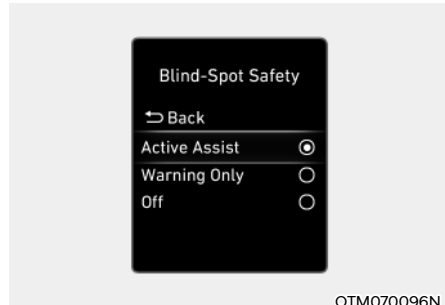 Blind-Spot Safety
Back
Active Assist
Warning Only
Off
OTM070096N